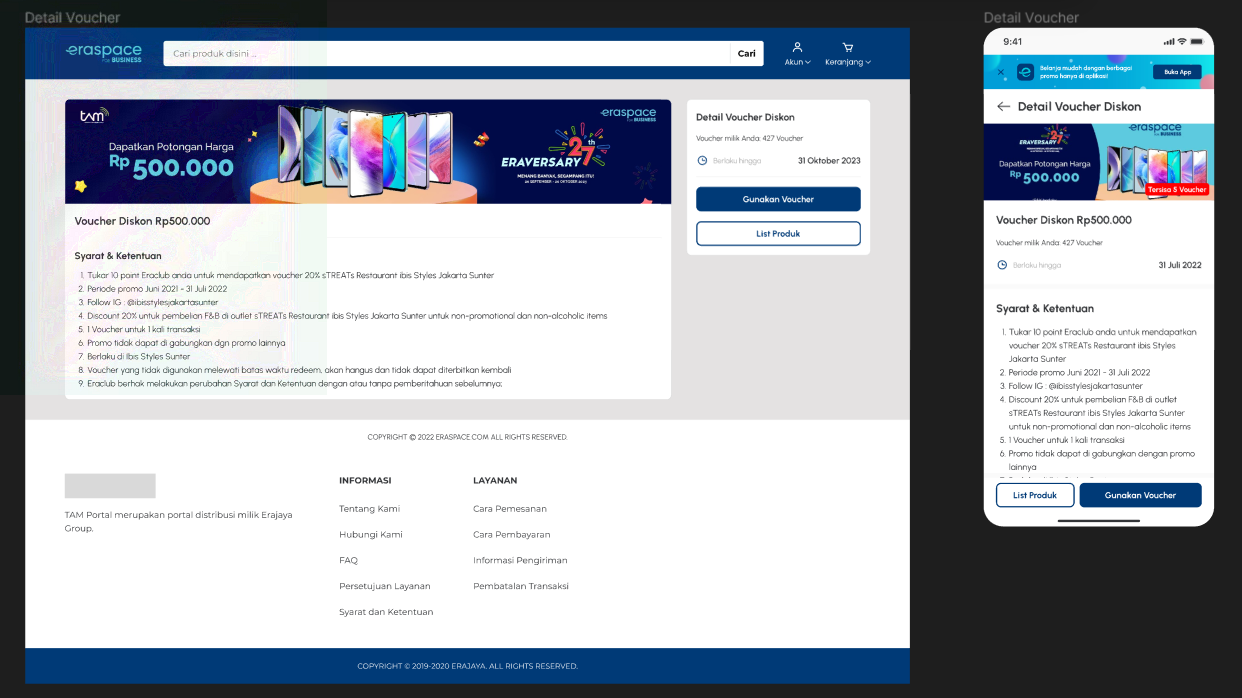 Detail Voucher
eraspace
BUSINESS
Cari produk disini ...
Cari
Akun
Keranjang
tam
eraspace
BUSINESS
Dapatkan Potongan Harga
Rp 500.000
27th
ERAVERSARY
MENANG BANYAK, SEGAMPANG ITU!
Voucher Diskon Rp500.000
Syarat & Ketentuan
1. Tukar 10 point Eraclub anda untuk mendapatkan voucher 20% sTREATs Restaurant ibis Styles Jakarta Sunter
2. Periode promo Juni 2021 - 31 Juli 2022
3. Follow IG : @ibisstylesjakartasunter
4. Discount 20% untuk pembelian F&B di outlet sTREATs Restaurant ibis Styles Jakarta Sunter untuk non-promotional dan non-alcoholic items
5. 1 Voucher untuk 1 kali transaksi
6. Promo tidak dapat di gabungkan dgn promo lainnya
7. Berlaku di Ibis Styles Sunter
8. Voucher yang tidak digunakan melewati batas waktu redeem, akan hangus dan tidak dapat diterbitkan kembali
9. Eraclub berhak melakukan perubahan Syarat dan Ketentuan dengan atau tanpa pemberitahuan sebelumnya;
Detail Voucher Diskon
Voucher milik Anda: 427 Voucher
Berlaku hingga
31 Oktober 2023
Gunakan Voucher
List Produk
COPYRIGHT © 2022 ERASPACE.COM ALL RIGHTS RESERVED.
TAM Portal merupakan portal distribusi milik Erajaya
Group.
INFORMASI
Tentang Kami
Hubungi Kami
FAQ
Persetujuan Layanan
Syarat dan Ketentuan
LAYANAN
Cara Pemesanan
Cara Pembayaran
Informasi Pengiriman
Pembatalan Transaksi
COPYRIGHT © 2019-2020 ERAJAYA. ALL RIGHTS RESERVED.
Detail Voucher
9:41
Belanja mudah dengan berbagai
promo hanya di aplikasi!
Buka App
Detail Voucher Diskon
eraspace
ERAVERSARY
Dapatkan Potongan Harga
Rp 500.000
Tersisa 5 Voucher
Voucher Diskon Rp500.000
Voucher milik Anda: 427 Voucher
Berlaku hingga
31 Juli 2022
Syarat & Ketentuan
1. Tukar 10 point Eraclub anda untuk mendapatkan
voucher 20% sTREATs Restaurant ibis Styles
Jakarta Sunter
2. Periode promo Juni 2021 - 31 Juli 2022
3. Follow IG : @ibisstylesjakartasunter
4. Discount 20% untuk pembelian F&B di outlet
sTREATs Restaurant ibis Styles Jakarta Sunter
untuk non-promotional dan non-alcoholic items
5. 1 Voucher untuk 1 kali transaksi
6. Promo tidak dapat di gabungkan dengan promo
lainnya
List Produk
Gunakan Voucher